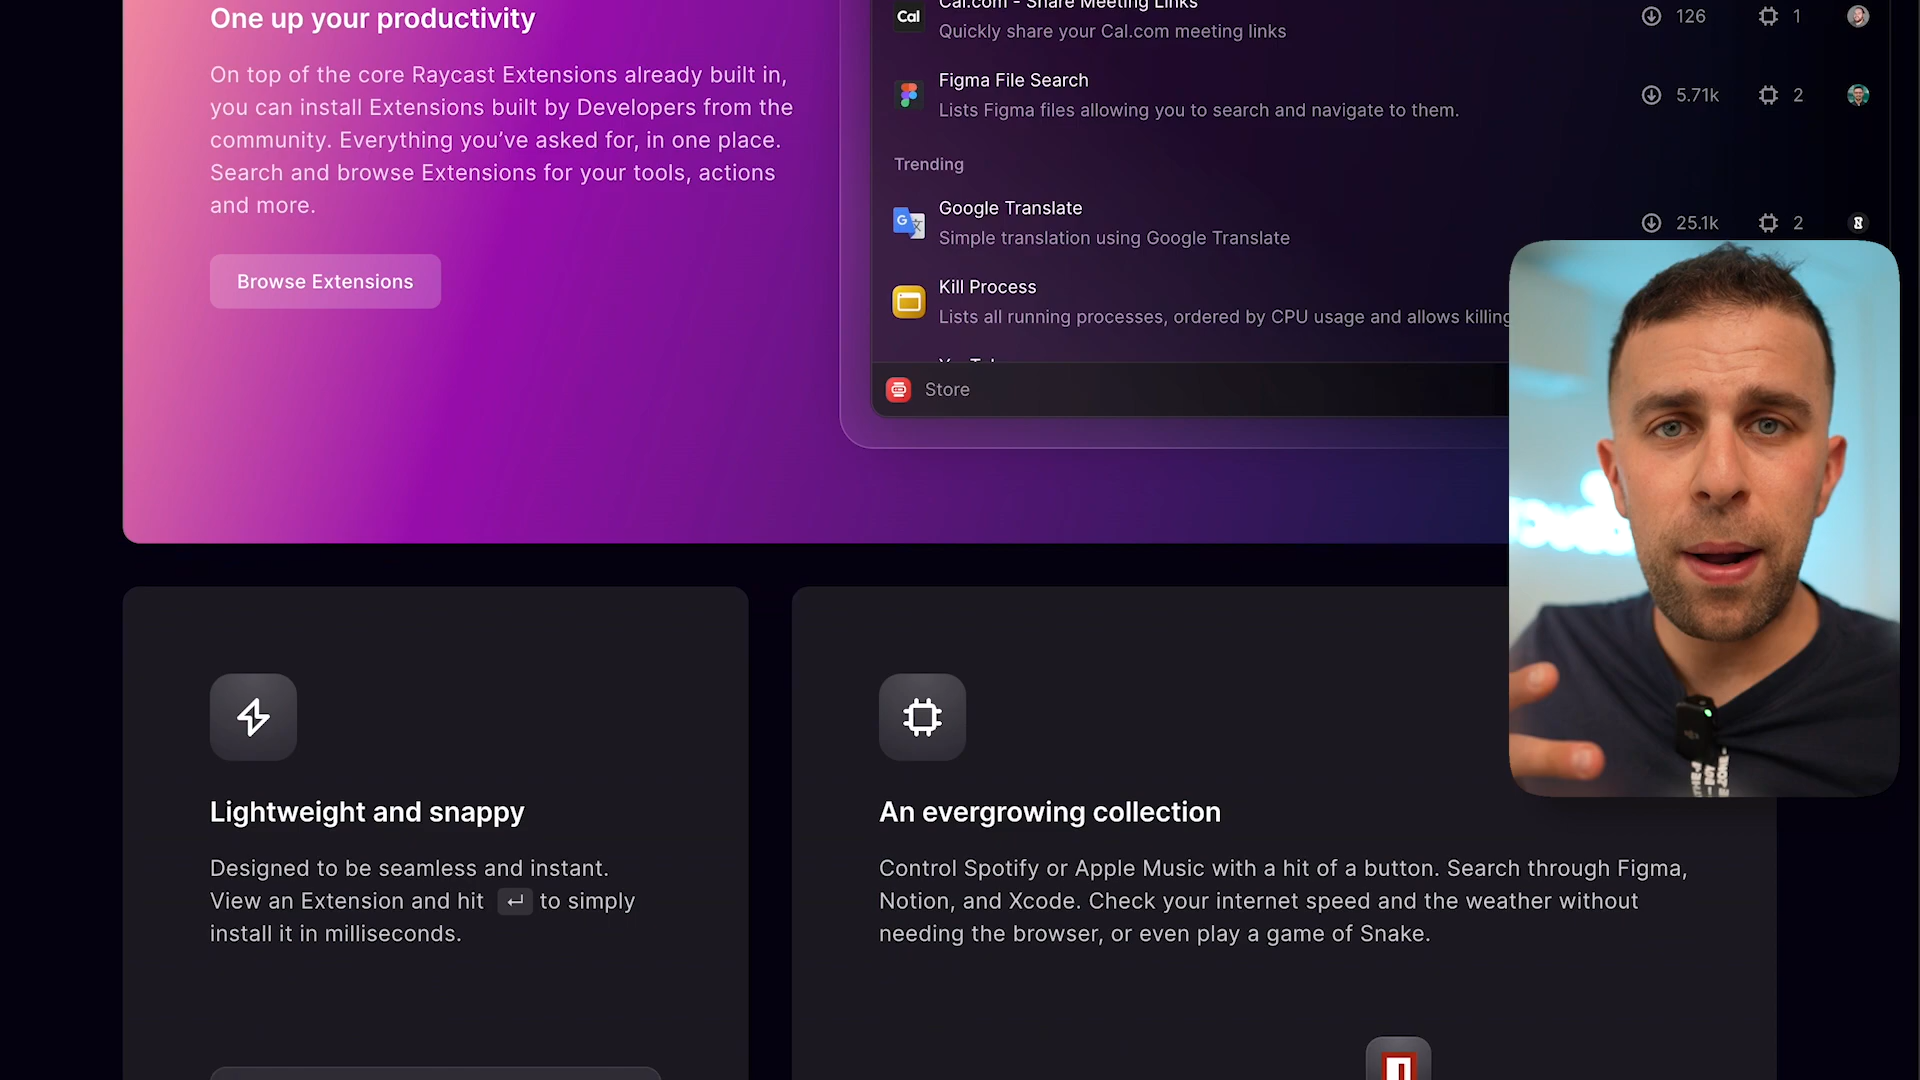 One up your productivity
On top of the core Raycast Extensions already built in,
you can install Extensions built by Developers from the
community. Everything you’ve asked for, in one place.
Search and browse Extensions for your tools, actions
and more.
Browse Extensions
Cal
Cal.com - Share Meeting Links
Quickly share your Cal.com meeting links
126
1
Figma File Search
Lists Figma files allowing you to search and navigate to them.
5.71k
2
Trending
G
Google Translate
Simple translation using Google Translate
25.1k
2
Kill Process
Lists all running processes, ordered by CPU usage and allows killing
Store
Lightweight and snappy
Designed to be seamless and instant.
View an Extension and hit ↵ to simply
install it in milliseconds.
An evergrowing collection
Control Spotify or Apple Music with a hit of a button. Search through Figma,
Notion, and Xcode. Check your internet speed and the weather without
needing the browser, or even play a game of Snake.